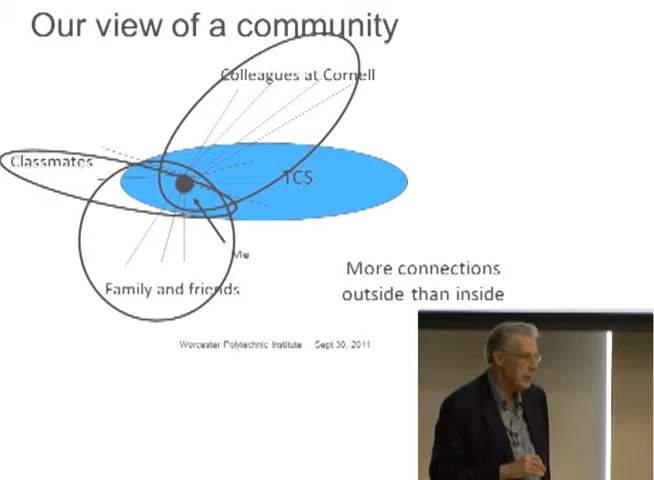 Our view of a community
Colleagues at Cornell
Classmates
TCS
Me
More connections
outside than inside
Family and friends
Worcester Polytechnic Institute Sept 30, 2011